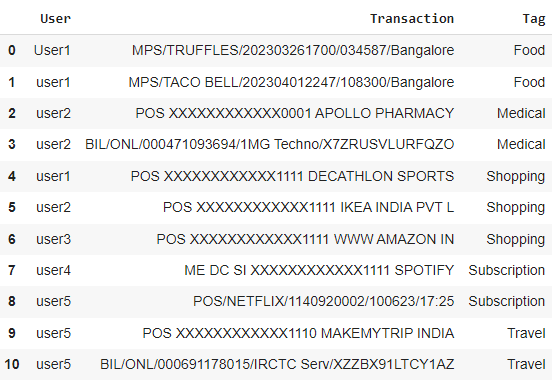 User Transaction Tag
0 User1 MPS/TRUFFLES/202303261700/034587/Bangalore Food
1 user1 MPS/TACO BELL/202304012247/108300/Bangalore Food
2 user2 POS XXXXXXXXXXXX0001 APOLLO PHARMACY Medical
3 user2 BIL/ONL/000471093694/1MG Techno/X7ZRUSVLURFQZO Medical
4 user1 POS XXXXXXXXXXXX1111 DECATHLON SPORTS Shopping
5 user2 POS XXXXXXXXXXXX1111 IKEA INDIA PVT L Shopping
6 user3 POS XXXXXXXXXXXX1111 WWW AMAZON IN Shopping
7 user4 ME DC SI XXXXXXXXXXXX1111 SPOTIFY Subscription
8 user5 POS/NETFLIX/1140920002/100623/17:25 Subscription
9 user5 POS XXXXXXXXXXXX1110 MAKEMYTRIP INDIA Travel
10 user5 BIL/ONL/000691178015/IRCTC Serv/XZZBX91LTCY1AZ Travel